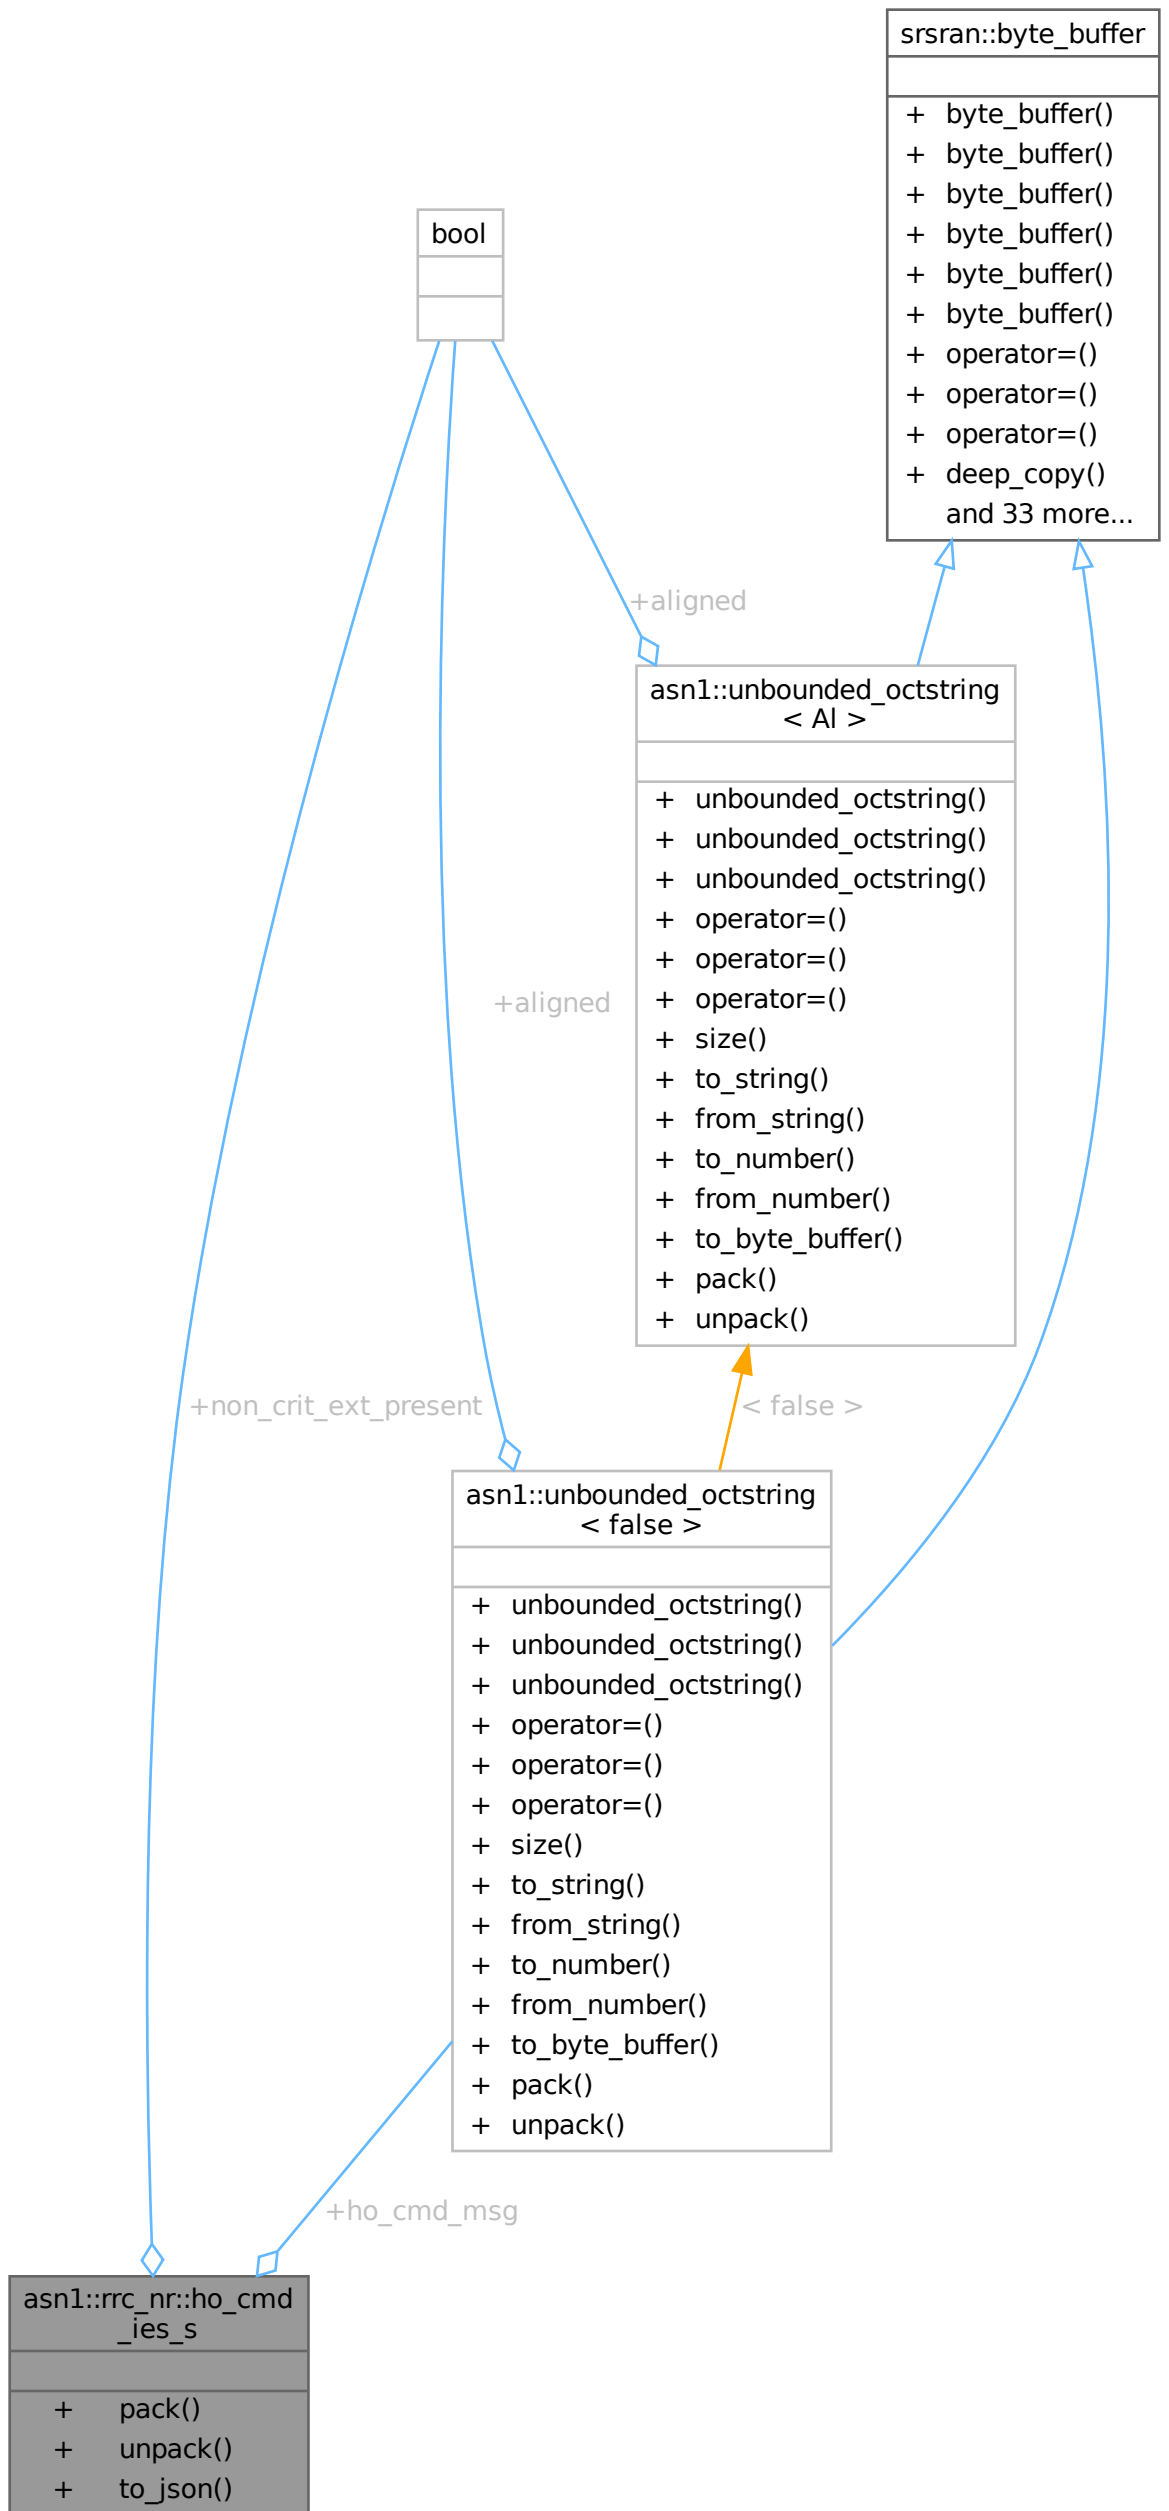 srsran::byte_buffer
+ byte_buffer()
+ byte_buffer()
+ byte_buffer()
+ byte_buffer()
+ byte_buffer()
+ byte_buffer()
+ operator=()
+ operator=()
+ operator=()
+ deep_copy()
and 33 more...
bool
+aligned
asn1::unbounded_octstring
< Al >
+ unbounded_octstring()
+ unbounded_octstring()
+ unbounded_octstring()
+ operator=()
+ operator=()
+ operator=()
+ size()
+ to_string()
+ from_string()
+ to_number()
+ from_number()
+ to_byte_buffer()
+ pack()
+ unpack()
+aligned
+non_crit_ext_present
< false >
asn1::unbounded_octstring
< false >
+ unbounded_octstring()
+ unbounded_octstring()
+ unbounded_octstring()
+ operator=()
+ operator=()
+ operator=()
+ size()
+ to_string()
+ from_string()
+ to_number()
+ from_number()
+ to_byte_buffer()
+ pack()
+ unpack()
+ho_cmd_msg
asn1::rrc_nr::ho_cmd
_ies_s
+ pack()
+ unpack()
+ to_json()